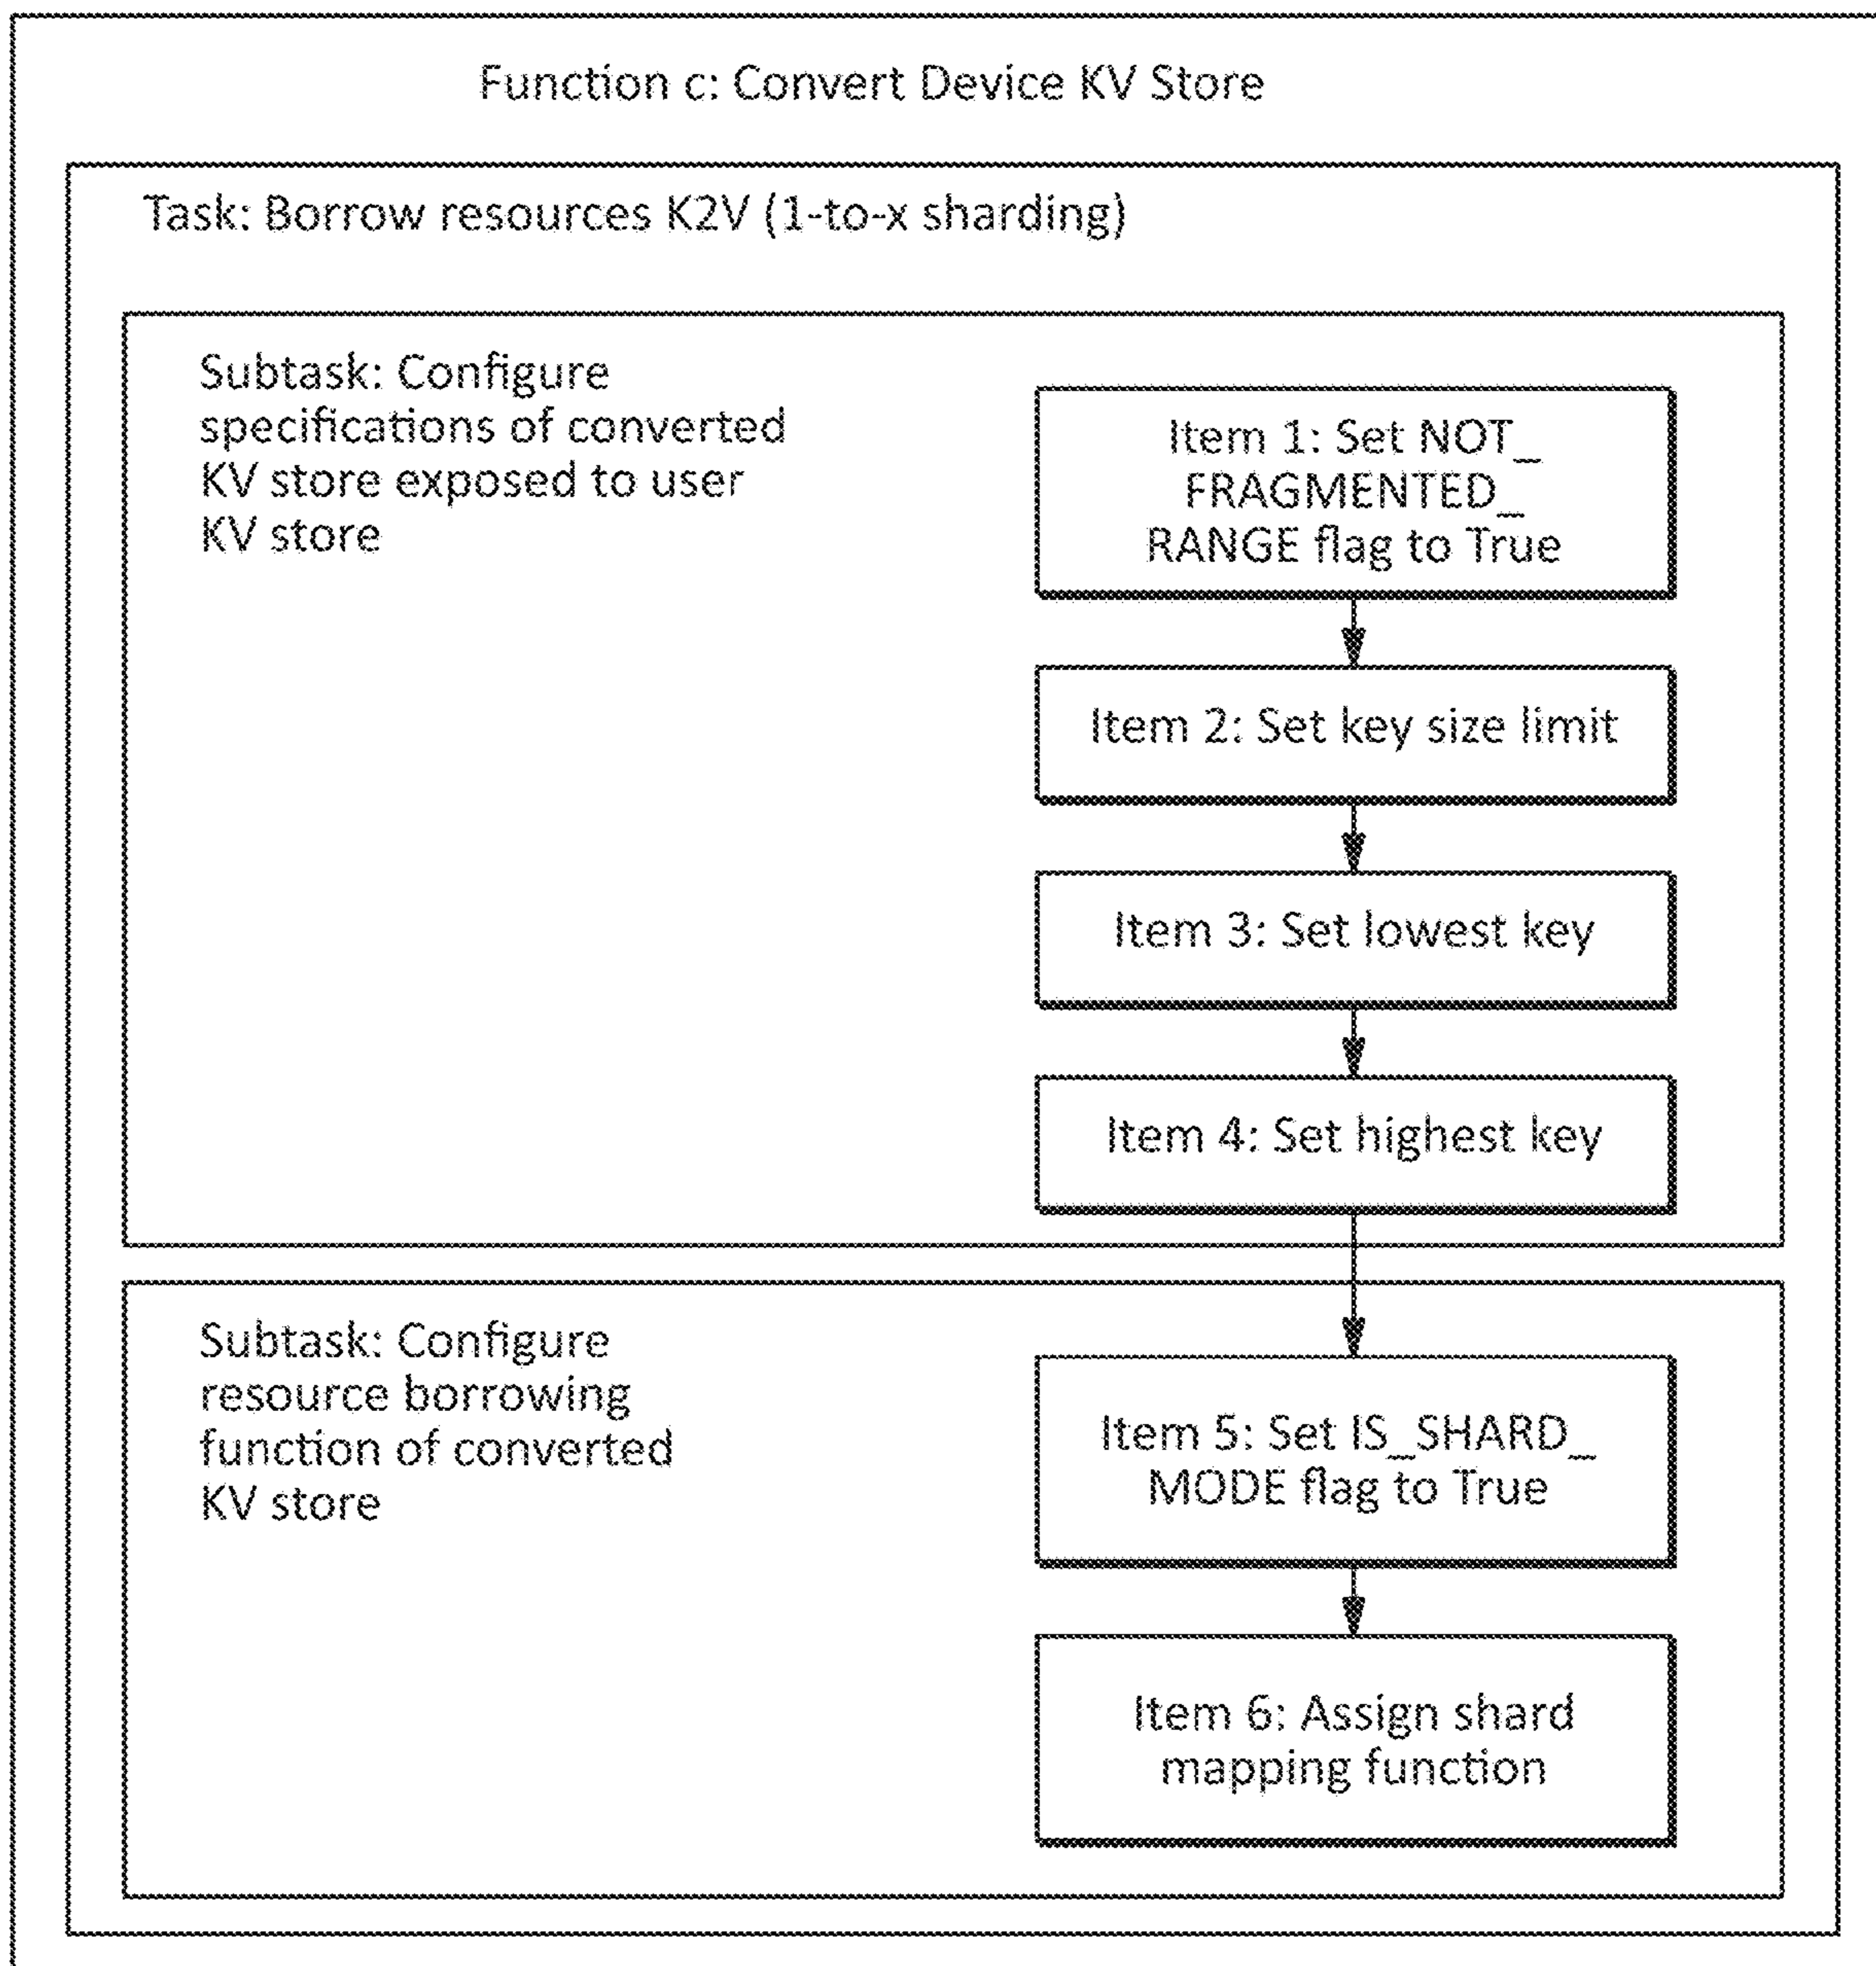 Function c: Convert Device KV Store
Task: Borrow resources K2V (1-to-x sharding)
Subtask: Configure
specifications of converted
KV store exposed to user
KV store
Item 1: Set NOT_
FRAGMENTED_
RANGE flag to True
Item 2: Set key size limit
Item 3: Set lowest key
Item 4: Set highest key
Subtask: Configure
resource borrowing
function of converted
KV store
Item 5: Set IS_SHARD_
MODE flag to True
Item 6: Assign shard
mapping function